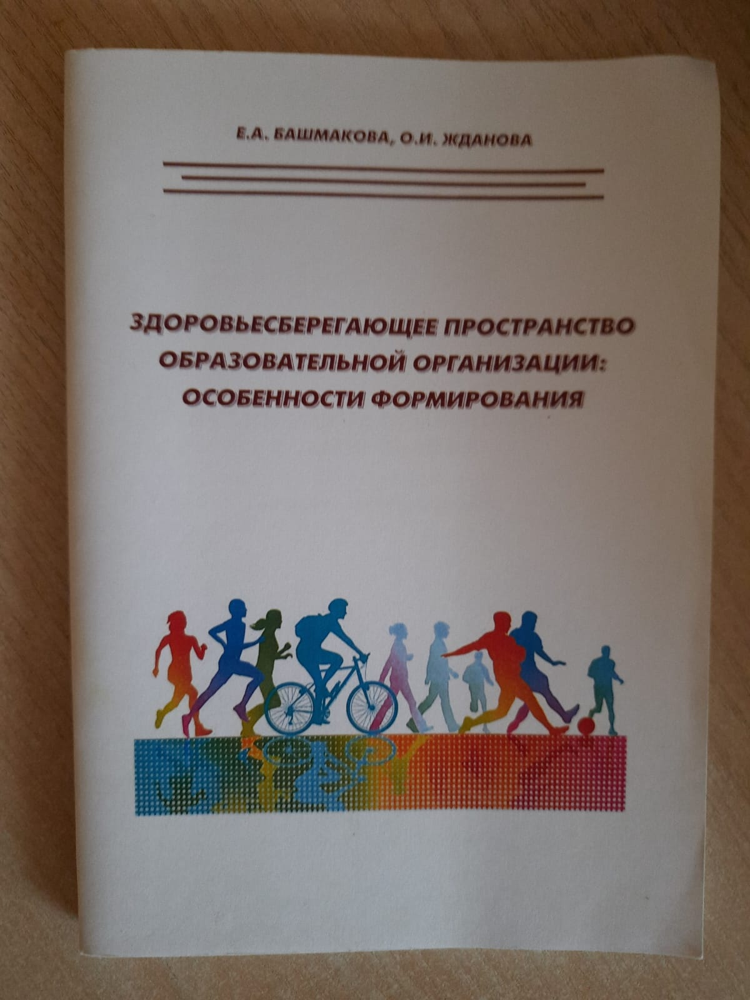 Е.А. БАШМАКОВА, О.И. ЖДАНОВА
ЗДОРОВЬЕСБЕРЕГАЮЩЕЕ ПРОСТРАНСТВО
ОБРАЗОВАТЕЛЬНОЙ ОРГАНИЗАЦИИ:
ОСОБЕННОСТИ ФОРМИРОВАНИЯ